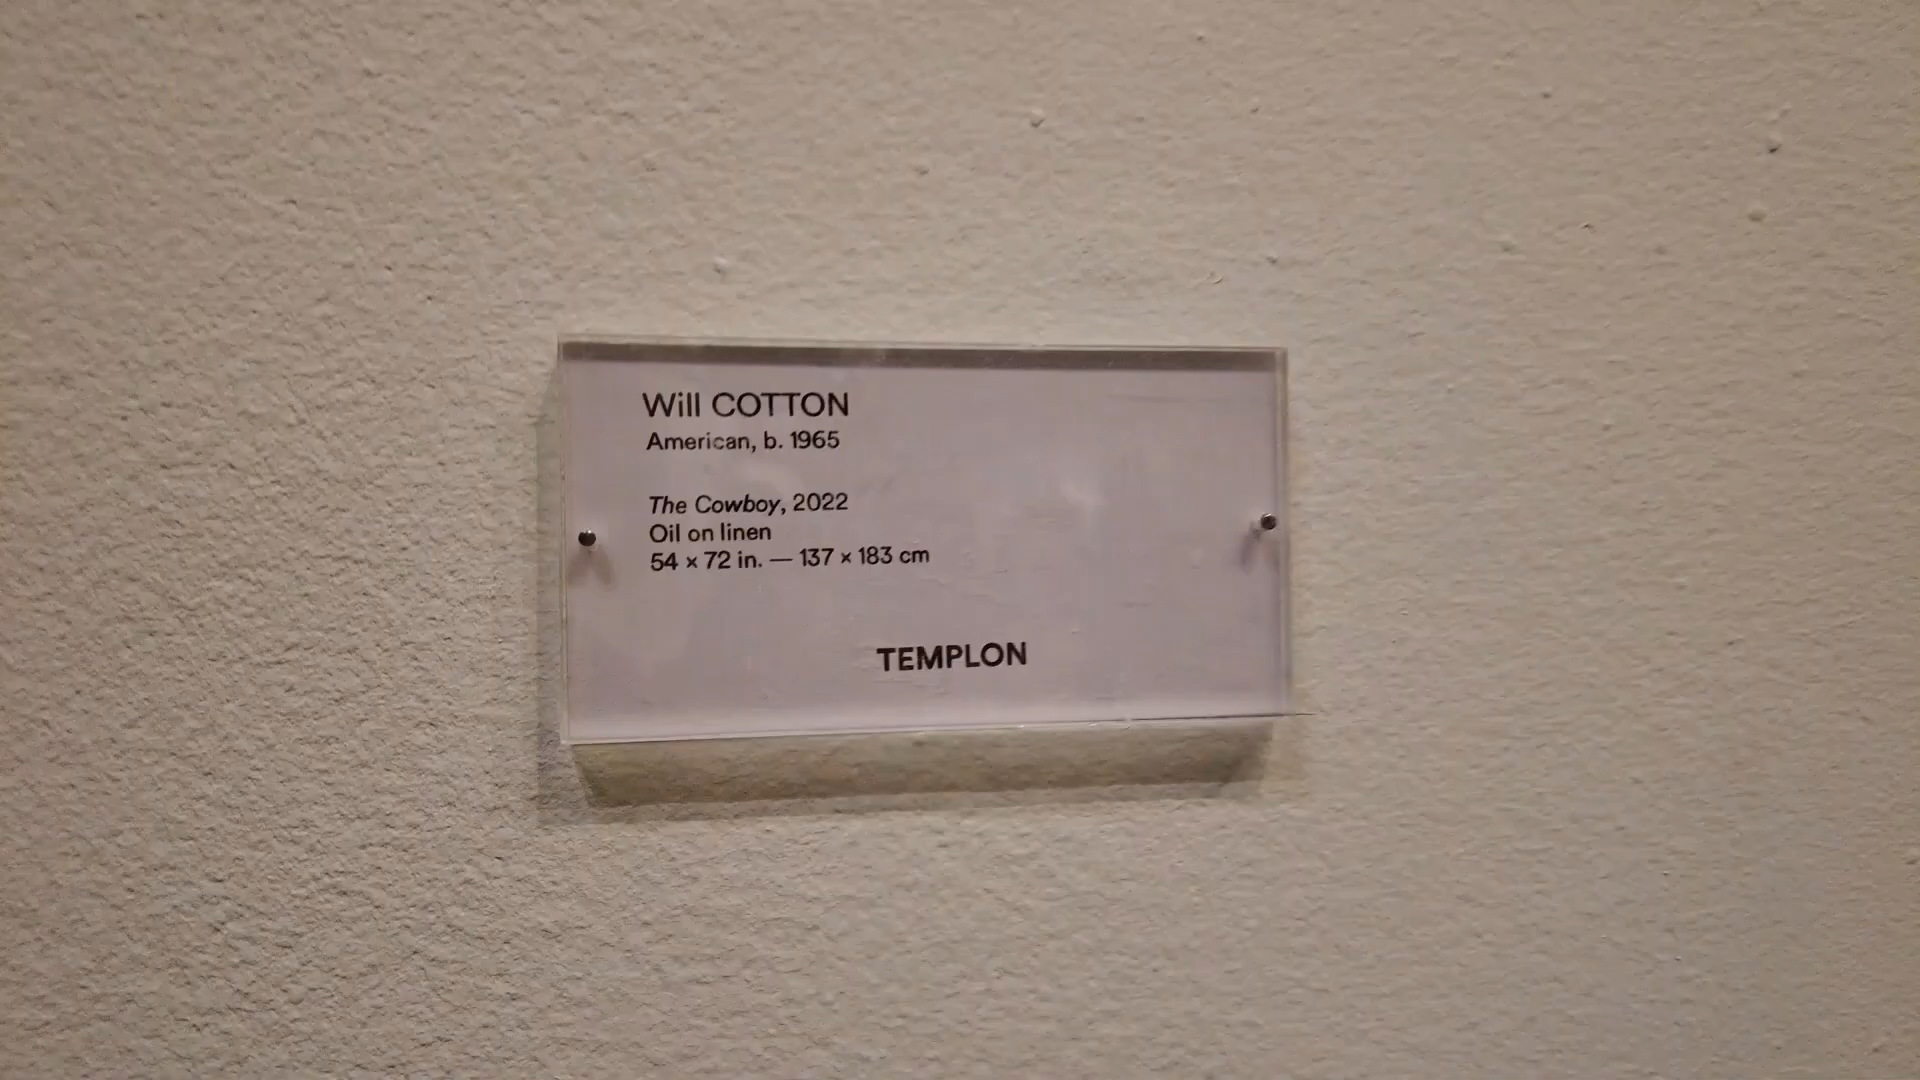 Will COTTON
American, b. 1965
The Cowboy, 2022
Oil on linen
54 × 72 in. — 137 × 183 cm
TEMPLON